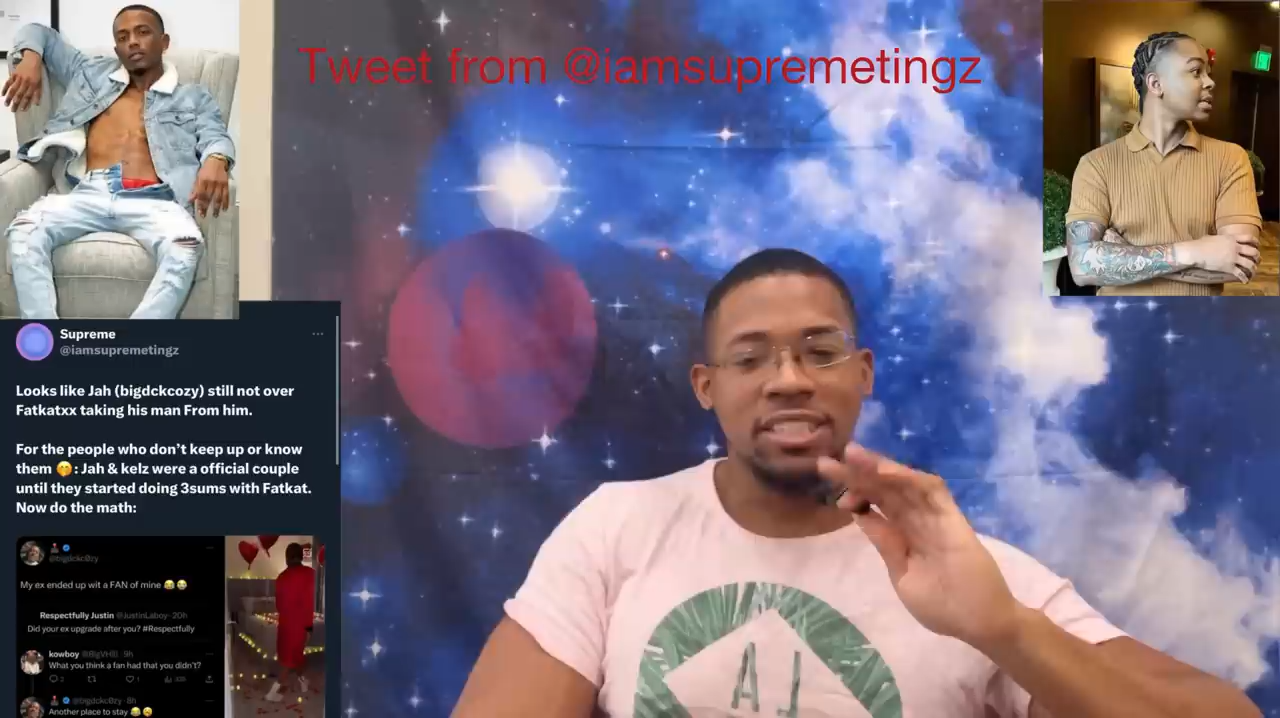 Tweet from @iamsupremetingz
Supreme
@iamsupremetingz
Looks like Jah (bigdckcozy) still not over
Fatkatxx taking his man From him.
For the people who don’t keep up or know
them 🤭: Jah & kelz were a official couple
until they started doing 3sums with Fatkat.
Now do the math:
@bigdckc0zy
My ex ended up wit a FAN of mine 😂😭
Respectfully Justin @JustinLaboy · 20h
Did your ex upgrade after you? #Respectfully
kowboy @BigVHill · 9h
What you think a fan had that you didn’t?
@bigdckc0zy · 8h
Another place to stay
AJ